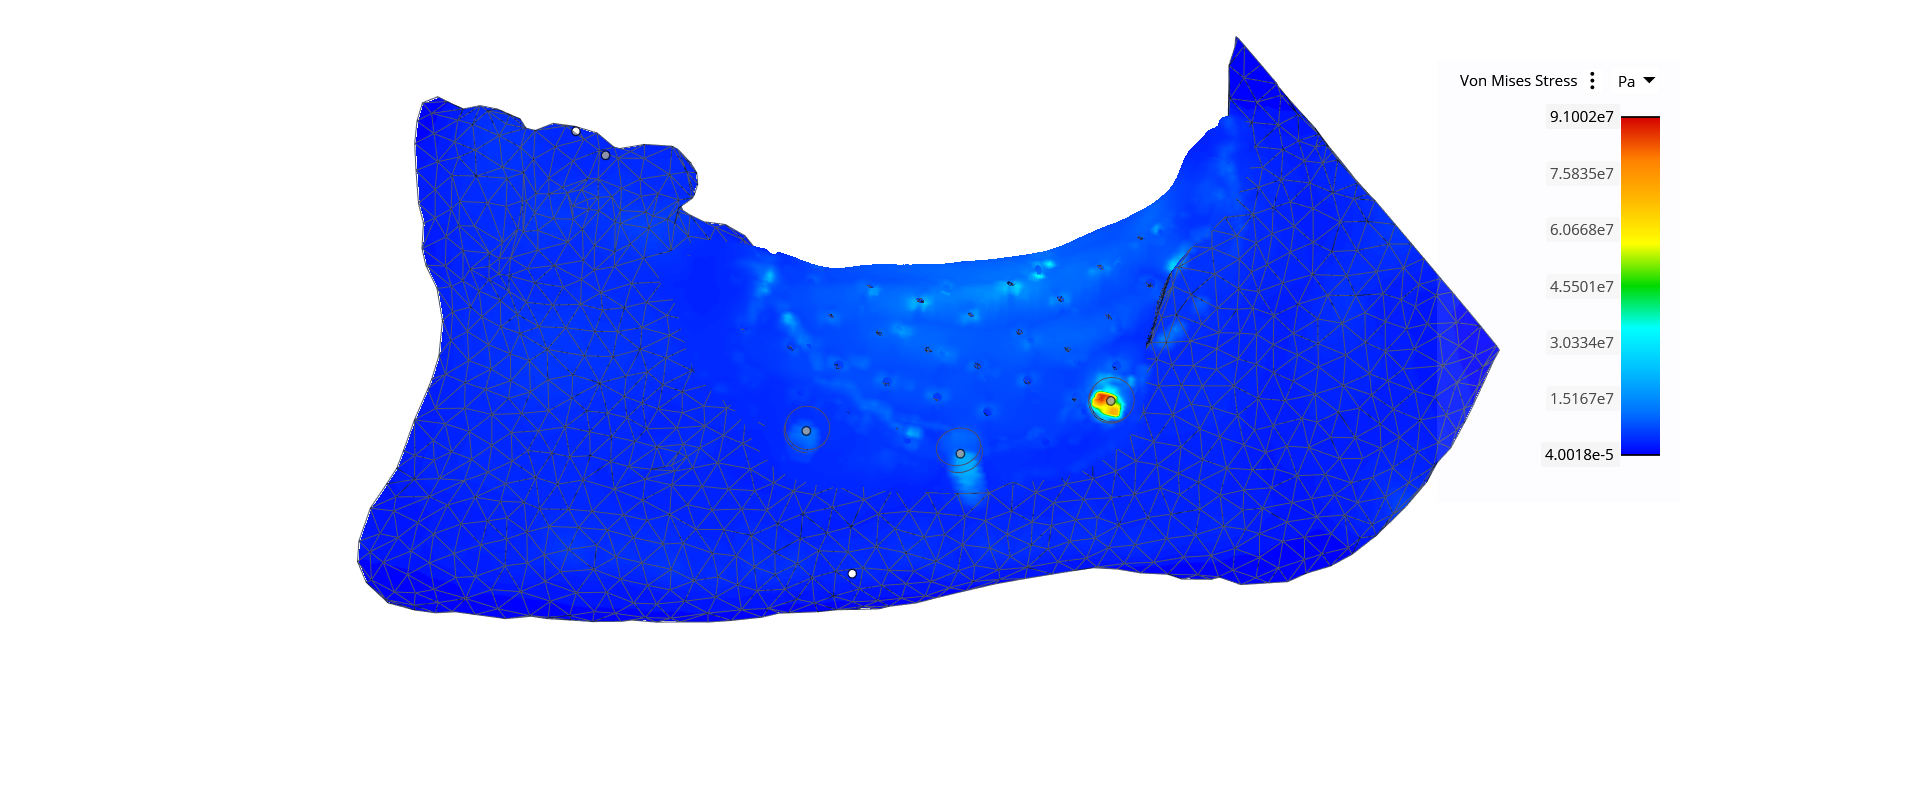 Von Mises Stress Pa
9.1002e7
7.5835e7
6.0668e7
4.5501e7
3.0334e7
1.5167e7
4.0018e-5